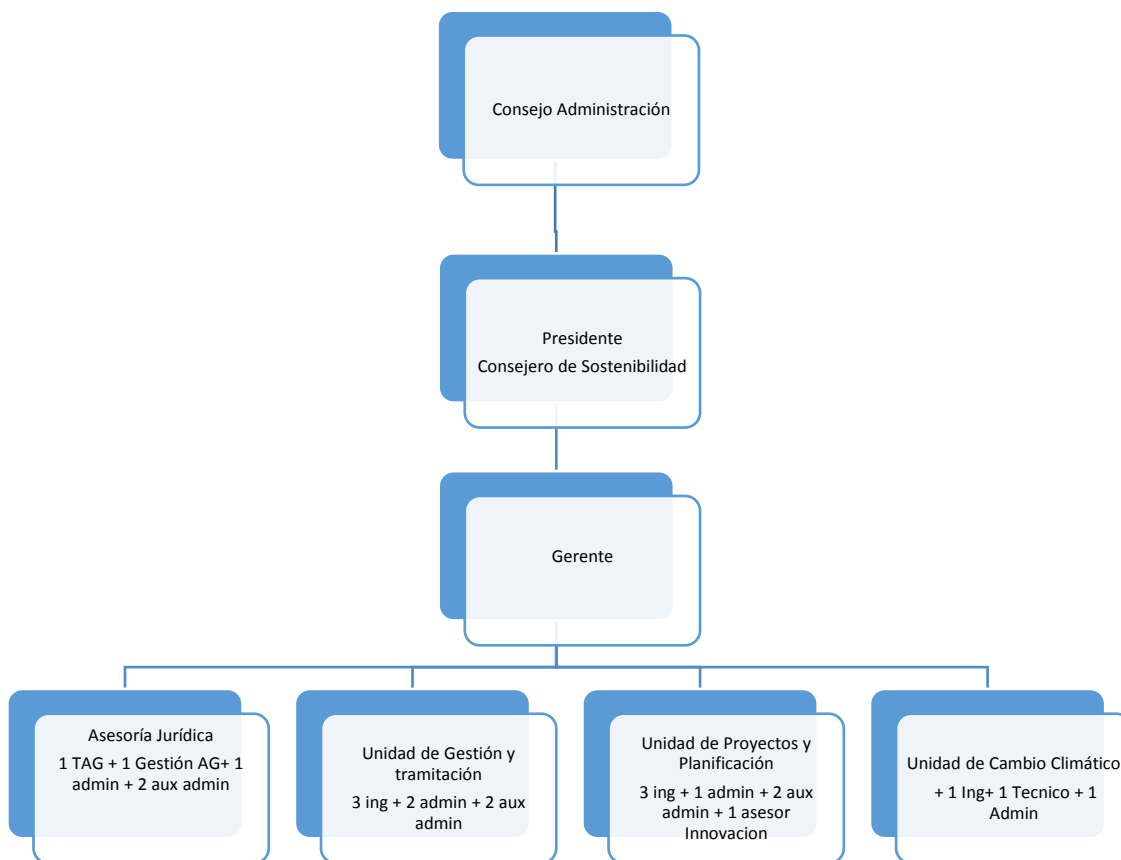 Consejo Administración
Presidente
Consejero de Sostenibilidad
Gerente
Asesoría Jurídica
1 TAG + 1 Gestión AG+ 1
admin + 2 aux admin
Unidad de Gestión y
tramitación
3 ing + 2 admin + 2 aux
admin
Unidad de Proyectos y
Planificación
3 ing + 1 admin + 2 aux
admin + 1 asesor
Innovacion
Unidad de Cambio Climático
+ 1 Ing+ 1 Tecnico + 1
Admin